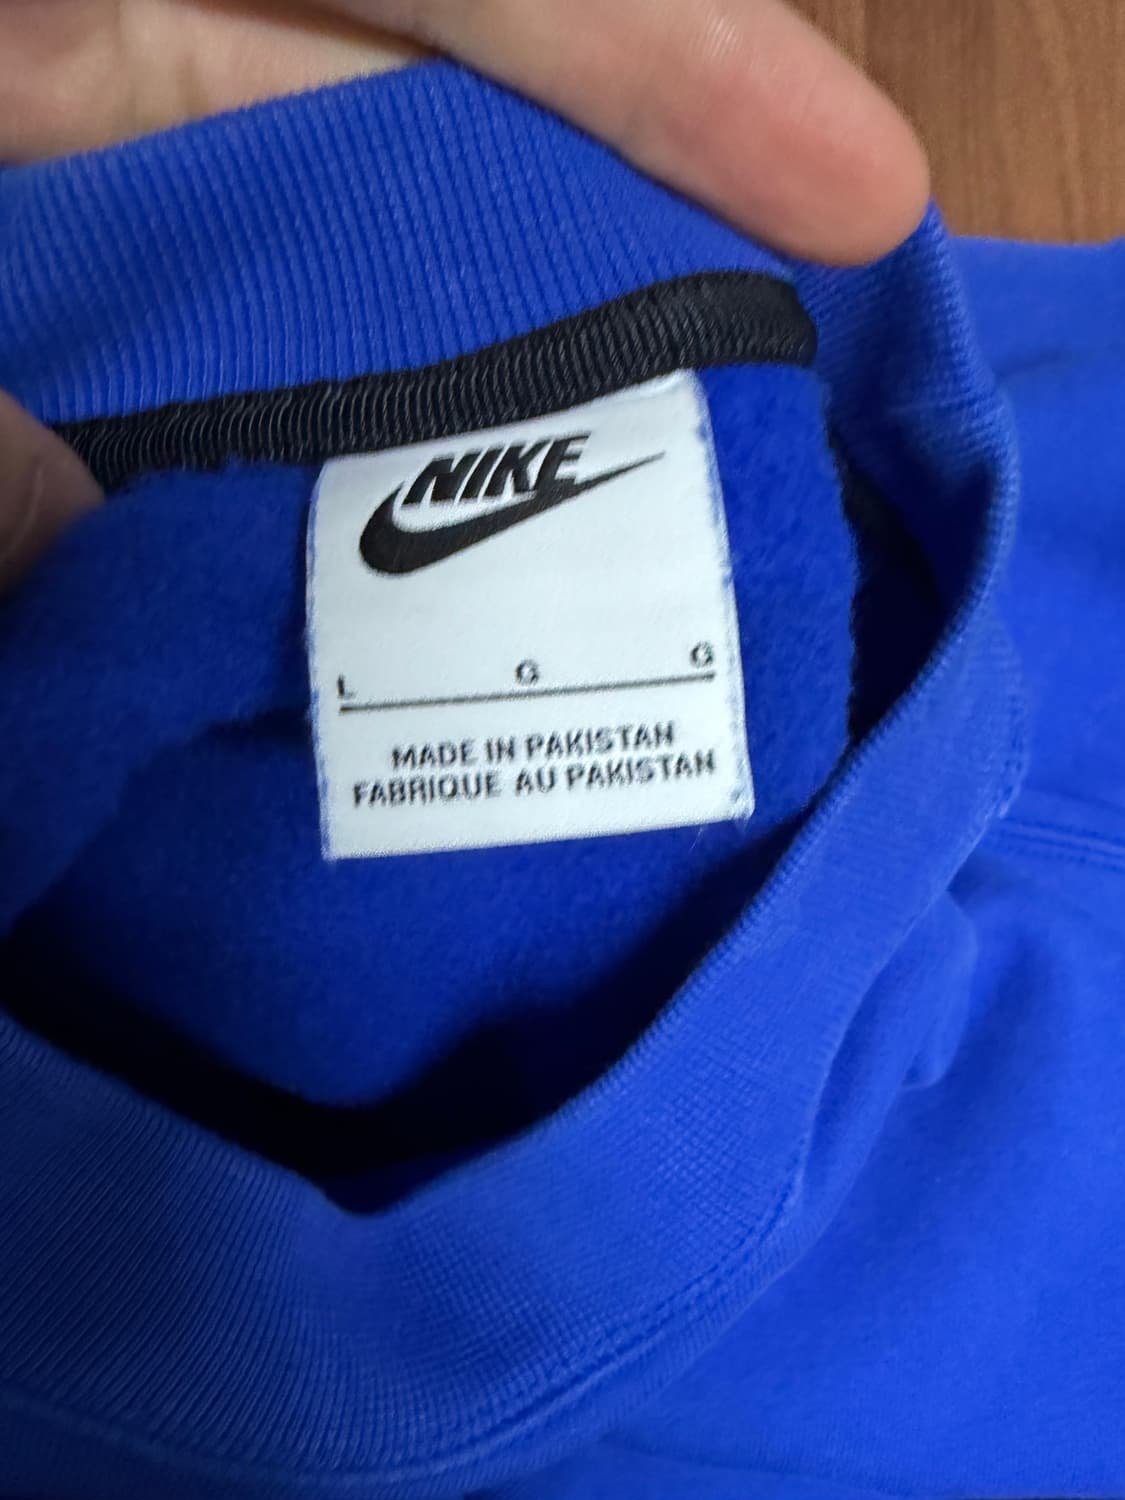 NIKE
L G G
MADE IN PAKISTAN
FABRIQUE AU PAKISTAN